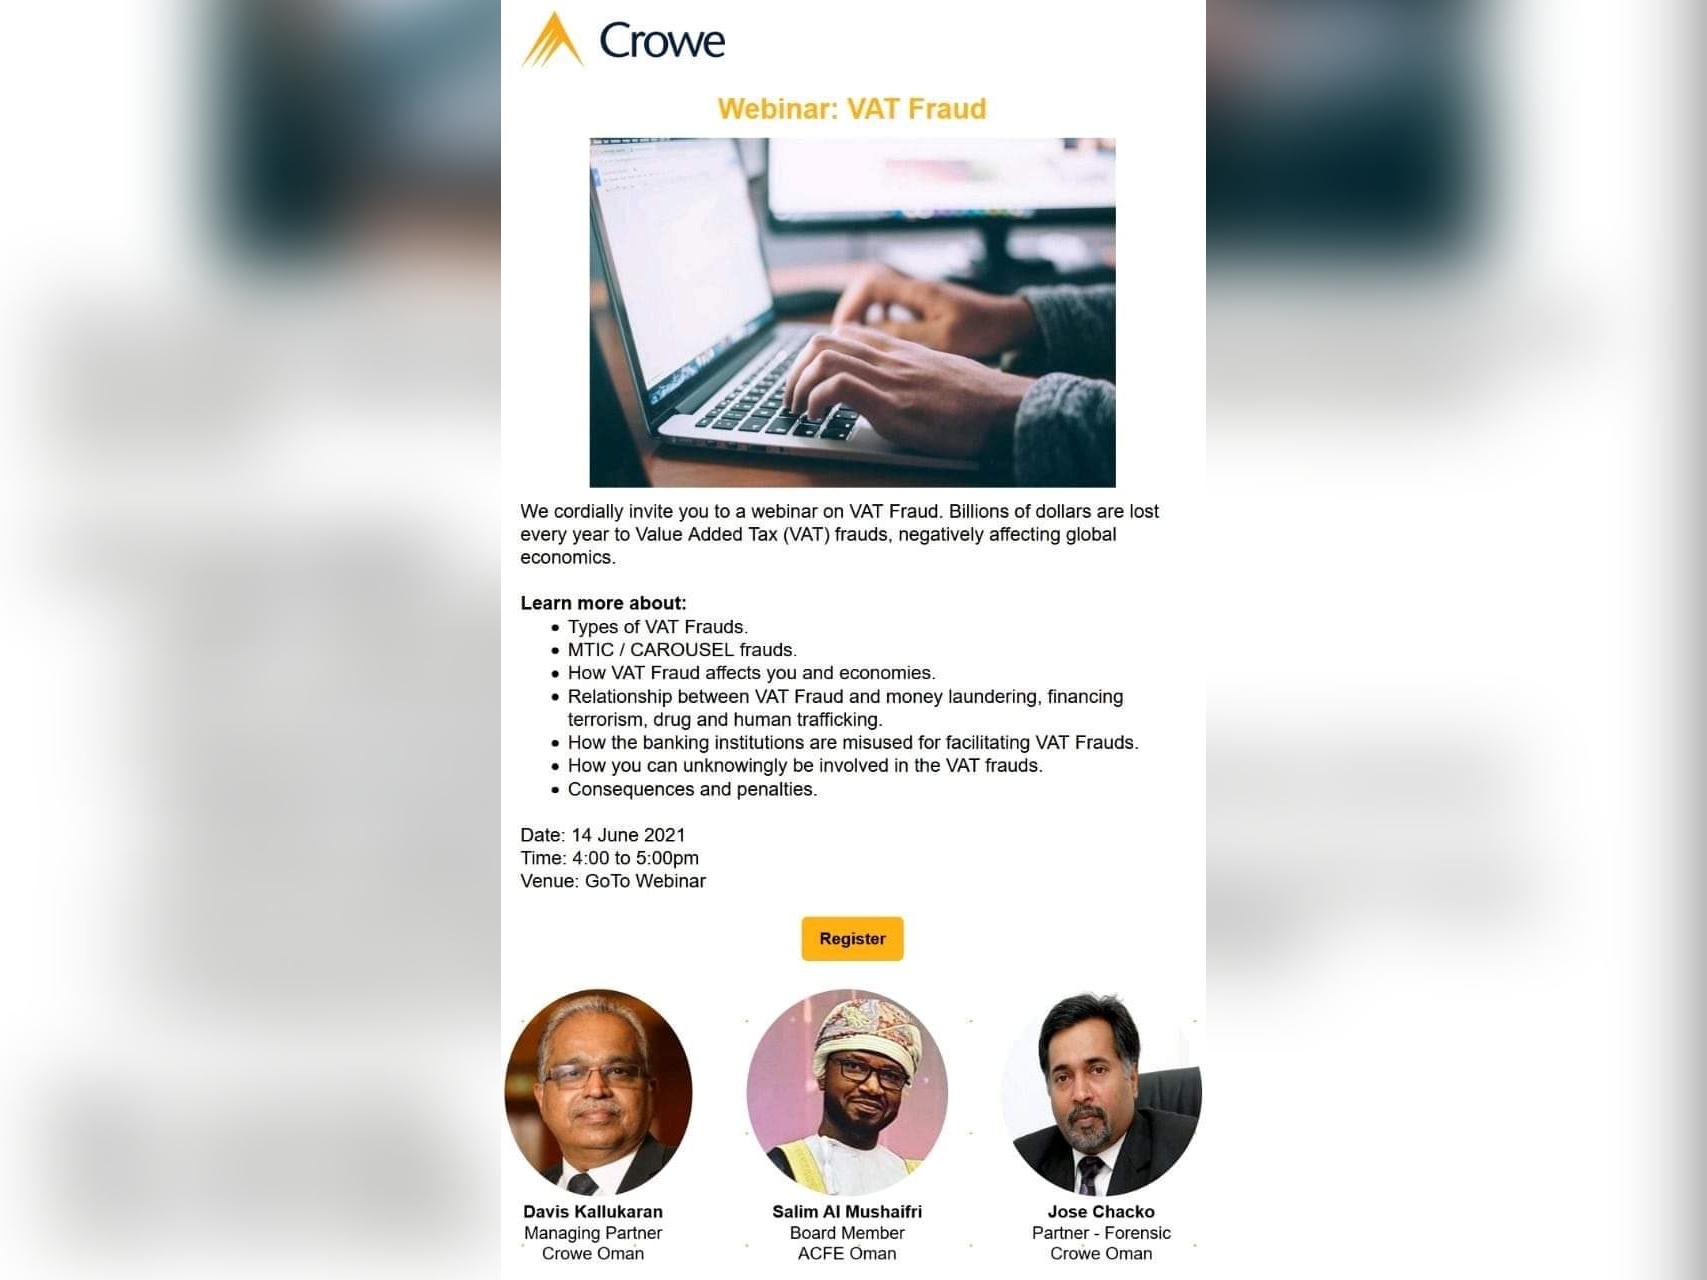 Crowe
Webinar: VAT Fraud
We cordially invite you to a webinar on VAT Fraud. Billions of dollars are lost
every year to Value Added Tax (VAT) frauds, negatively affecting global
economics.
Learn more about:
• Types of VAT Frauds.
• MTIC / CAROUSEL frauds.
• How VAT Fraud affects you and economies.
• Relationship between VAT Fraud and money laundering, financing
terrorism, drug and human trafficking.
• How the banking institutions are misused for facilitating VAT Frauds.
• How you can unknowingly be involved in the VAT frauds.
• Consequences and penalties.
Date: 14 June 2021
Time: 4:00 to 5:00pm
Venue: GoTo Webinar
Register
Davis Kallukaran
Managing Partner
Crowe Oman
Salim Al Mushaifri
Board Member
ACFE Oman
Jose Chacko
Partner - Forensic
Crowe Oman